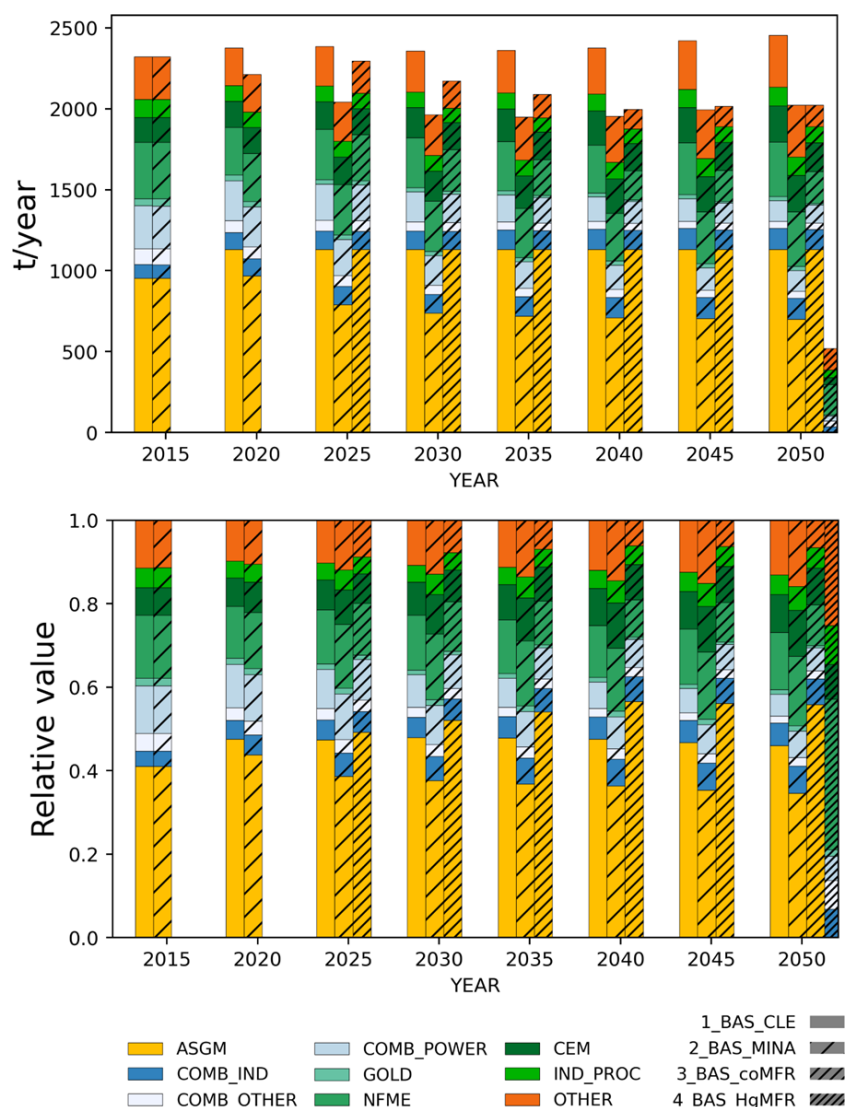 2500
2000
1500
1000
500
0
t/year
2015 2020 2025 2030 2035 2040 2045 2050
YEAR
1.0
0.8
0.6
0.4
0.2
0.0
Relative value
2015 2020 2025 2030 2035 2040 2045 2050
YEAR
1_BAS_CLE
ASGM COMB_POWER CEM 2_BAS_MINA
COMB_IND GOLD IND_PROC 3_BAS_coMFR
COMB_OTHER NFME OTHER 4_BAS_HgMFR